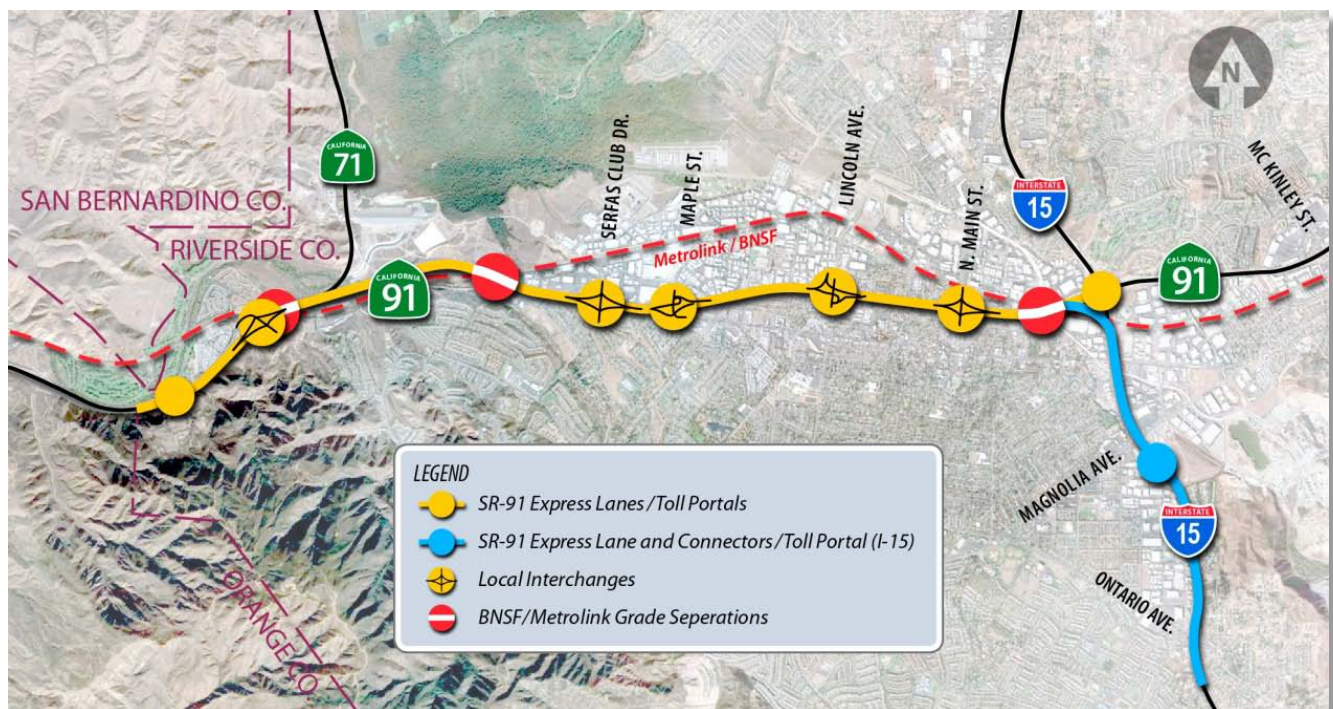 N
CALIFORNIA
71
SAN BERNARDINO CO.
RIVERSIDE CO.
SERFAS CLUB DR.
MAPLE ST.
LINCOLN AVE.
N. MAIN ST.
INTERSTATE
15
MC KINLEY ST.
Metrolink / BNSF
CALIFORNIA
91
CALIFORNIA
91
ORANGE CO.
MAGNOLIA AVE.
INTERSTATE
15
ONTARIO AVE.
LEGEND
SR-91 Express Lanes/Toll Portals
SR-91 Express Lane and Connectors/Toll Portal (I-15)
Local Interchanges
BNSF/Metrolink Grade Seperations